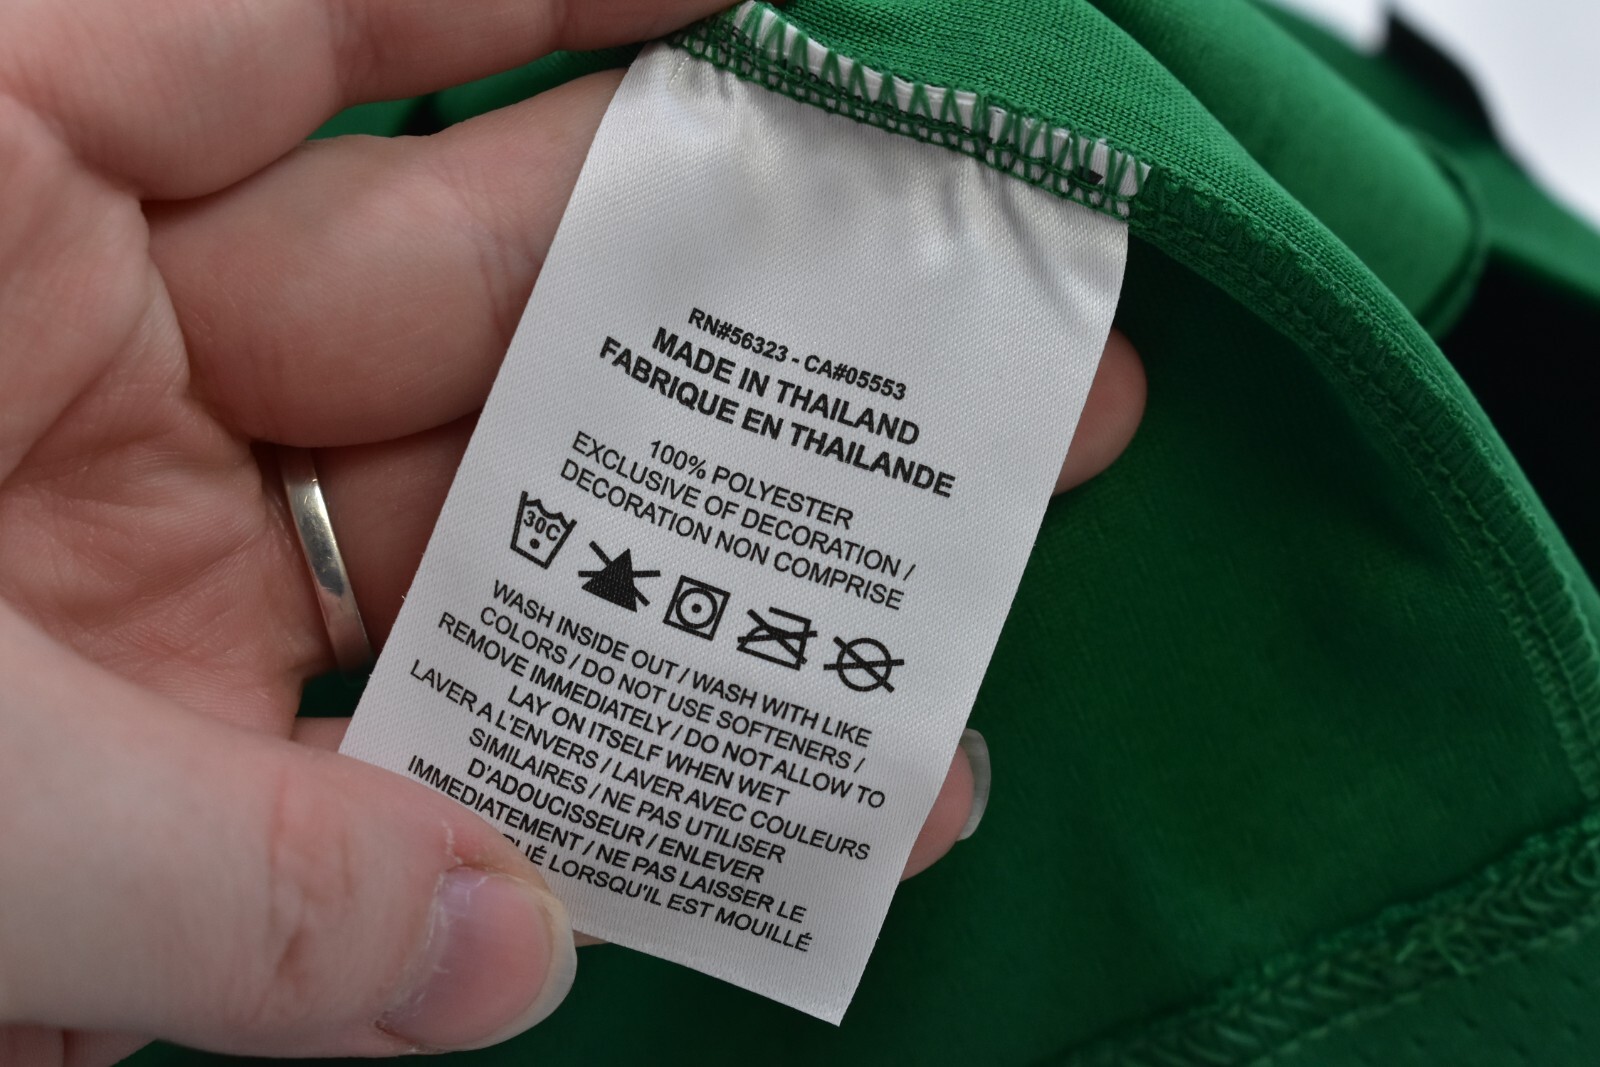 RN#56323 - CA#05553
MADE IN THAILAND
FABRIQUE EN THAILANDE
100% POLYESTER
EXCLUSIVE OF DECORATION /
DECORATION NON COMPRISE
30C
WASH INSIDE OUT / WASH WITH LIKE
COLORS / DO NOT USE SOFTENERS /
REMOVE IMMEDIATELY / DO NOT ALLOW TO
LAY ON ITSELF WHEN WET
LAVER A L'ENVERS / LAVER AVEC COULEURS
SIMILAIRES / NE PAS UTILISER
D'ADOUCISSEUR / ENLEVER
IMMEDIATEMENT / NE PAS LAISSER LE
LORSQU'IL EST MOUILLÉ